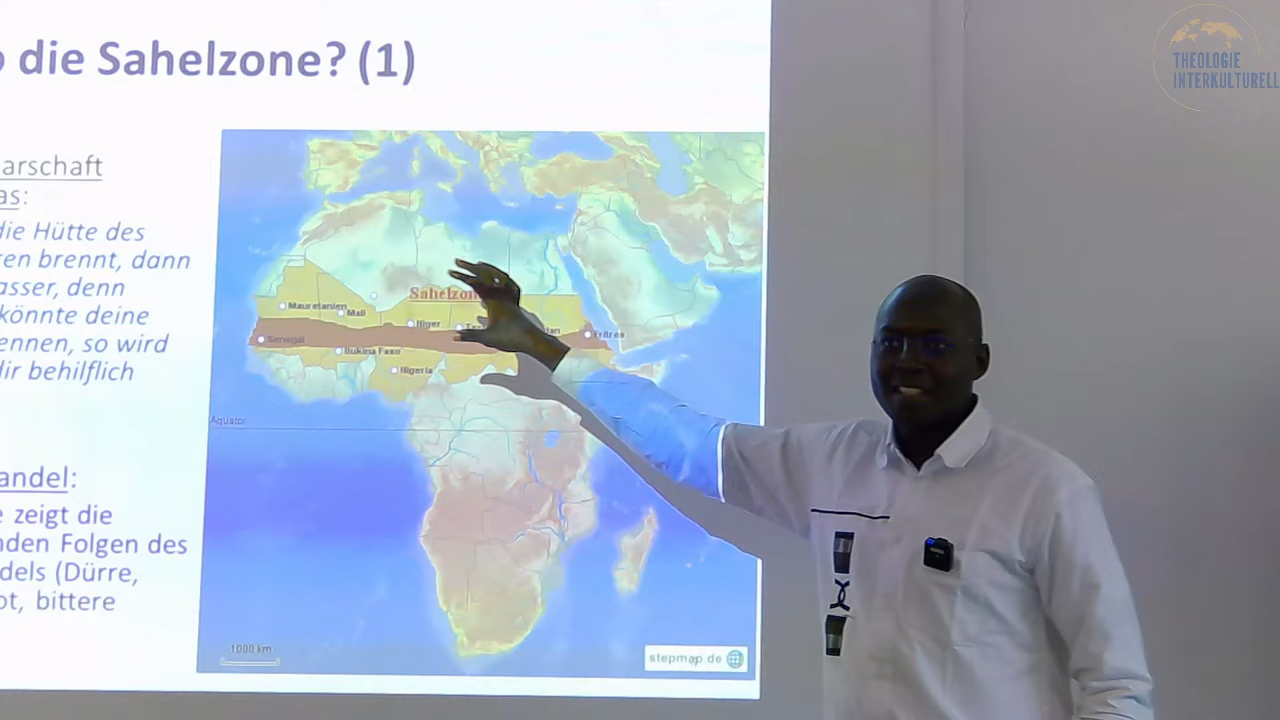 die Sahelzone? (1)
THEOLOGIE
INTERKULTURELL
arschaft
as:
die Hütte des
ren brennt, dann
asser, denn
könnte deine
ennen, so wird
dir behilflich
andel:
e zeigt die
nden Folgen des
dels (Dürre,
ot, bittere
Sahelzon
Mauretanien
Mali
Niger
Eritrea
Senegal
Burkina Faso
Nigeria
Äquator
1000 km
stepmap.de